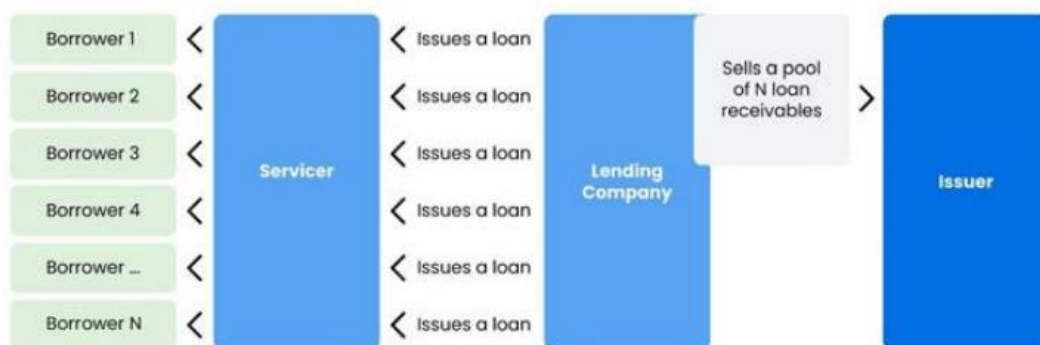 Borrower 1
Issues a loan
Borrower 2
Issues a loan
Borrower 3
Issues a loan
Borrower 4
Issues a loan
Borrower ...
Issues a loan
Borrower N
Issues a loan
Servicer
Lending
Company
Sells a pool
of N loan
receivables
Issuer